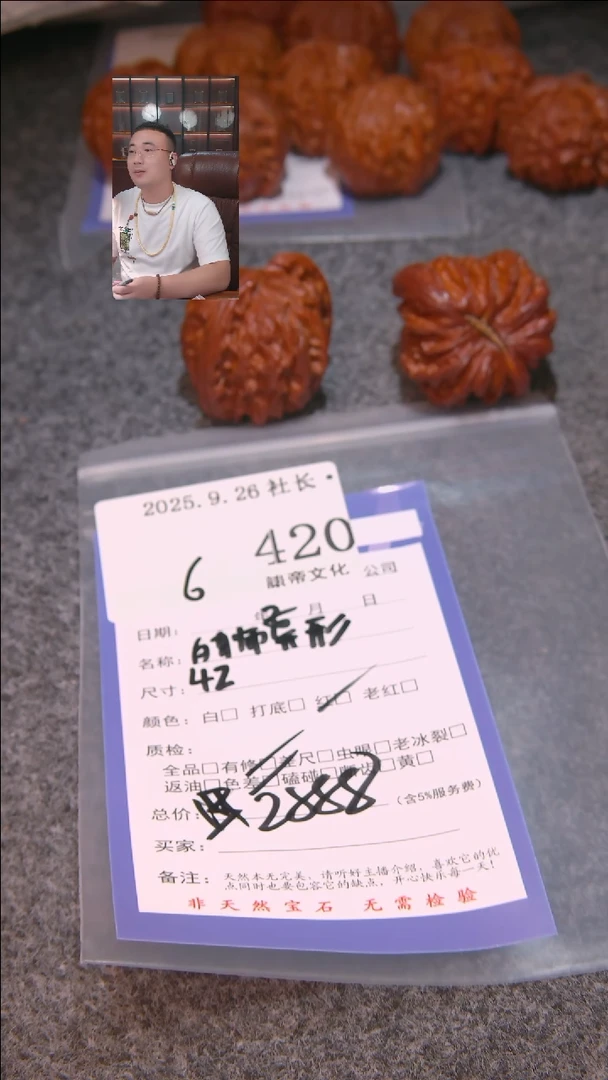 2025.9.26 社长·
6 420
禛帝文化 公司
日期: 年 月 日
名称: 白狮 异形
尺寸: 42
颜色: 白□ 打底□ 红□ 老红□
质检:
全品□有修□差尺□虫眼□老冰裂□
返油□色差□磕碰□断齿□黄□
总价: 2888 (含5%服务费)
买家:
备注: 天然本无完美，请听好主播介绍，喜欢它的优
点同时也要包容它的缺点，开心快乐每一天！
非天然宝石 无需检验